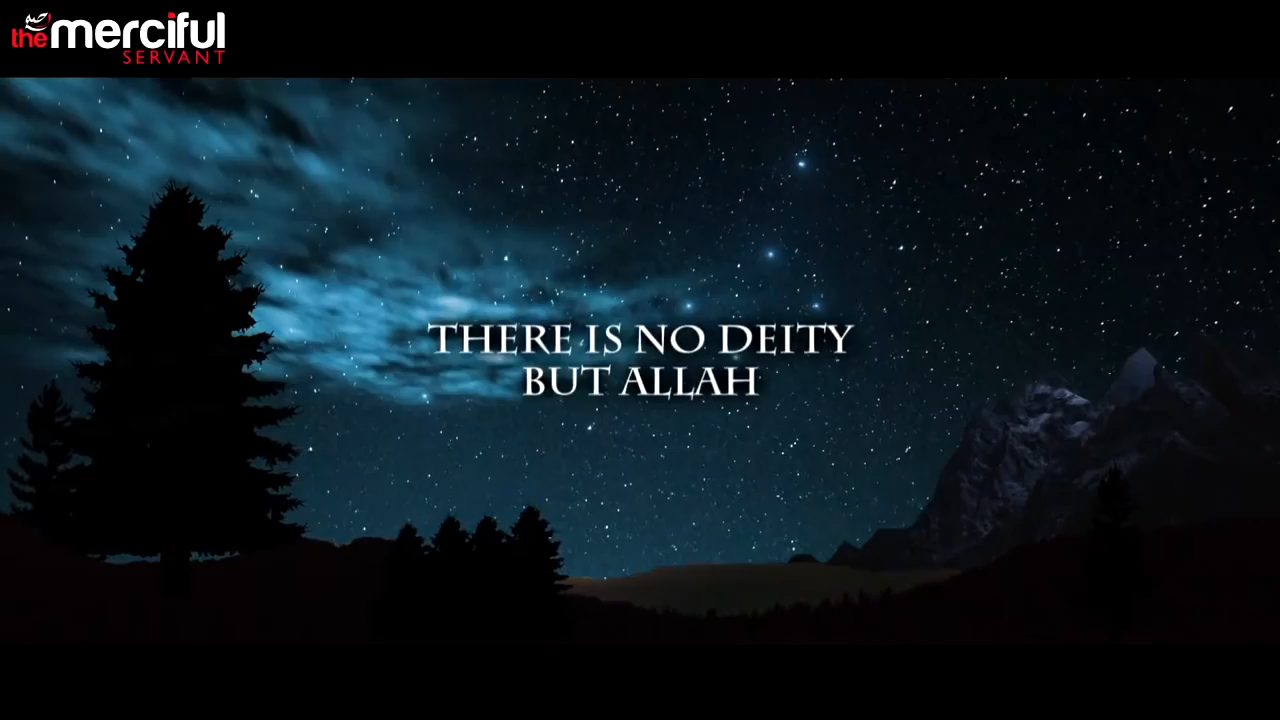 the merciful
SERVANT
THERE IS NO DEITY
BUT ALLAH